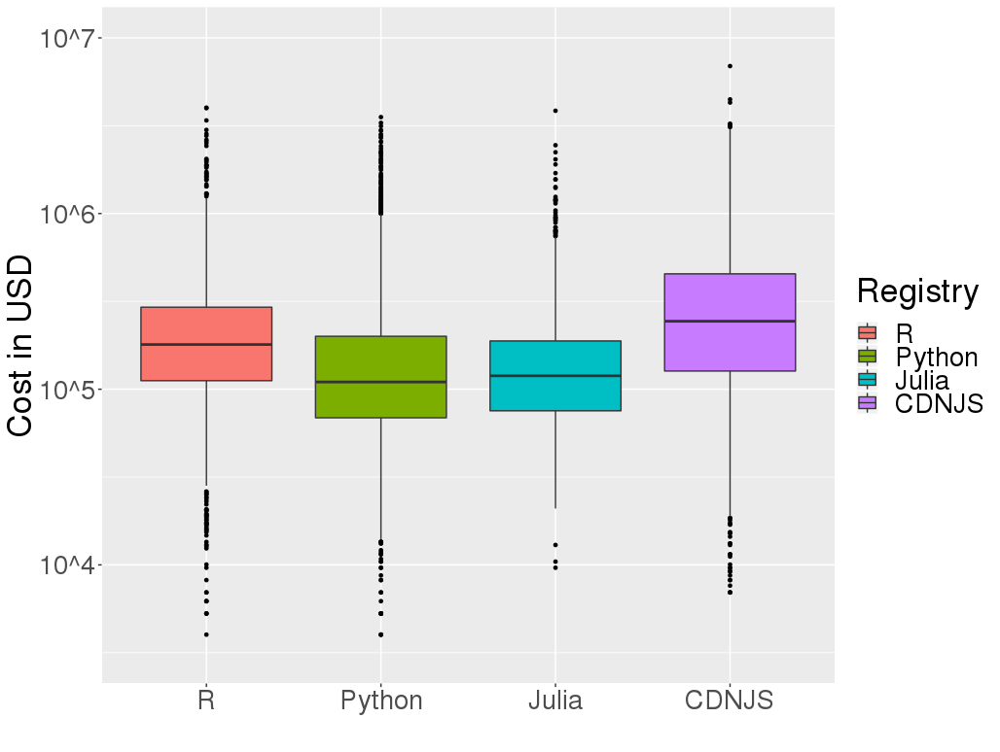 10^7
10^6
10^5
10^4
Cost in USD
R
Python
Julia
CDNJS
Registry
R
Python
Julia
CDNJS